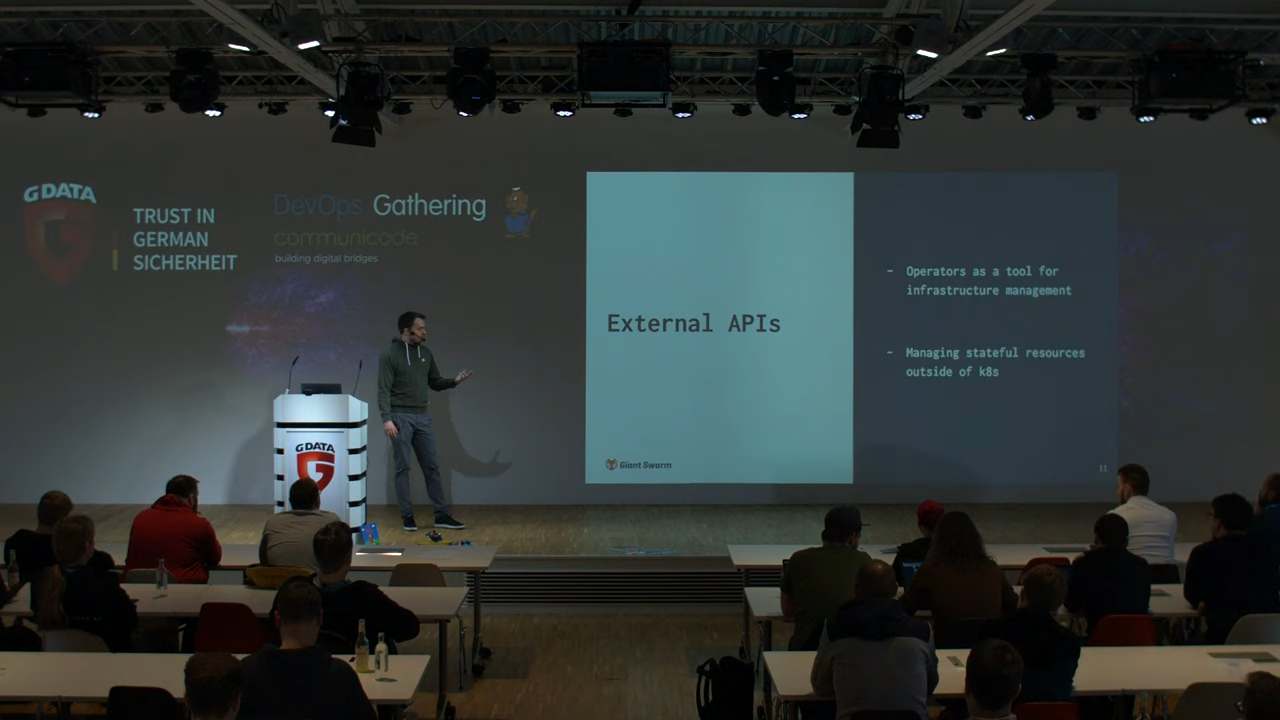 G DATA
TRUST IN
GERMAN
SICHERHEIT
DevOps Gathering
communicode
building digital bridges
External APIs
Giant Swarm
- Operators as a tool for
infrastructure management
- Managing stateful resources
outside of k8s
11
G DATA